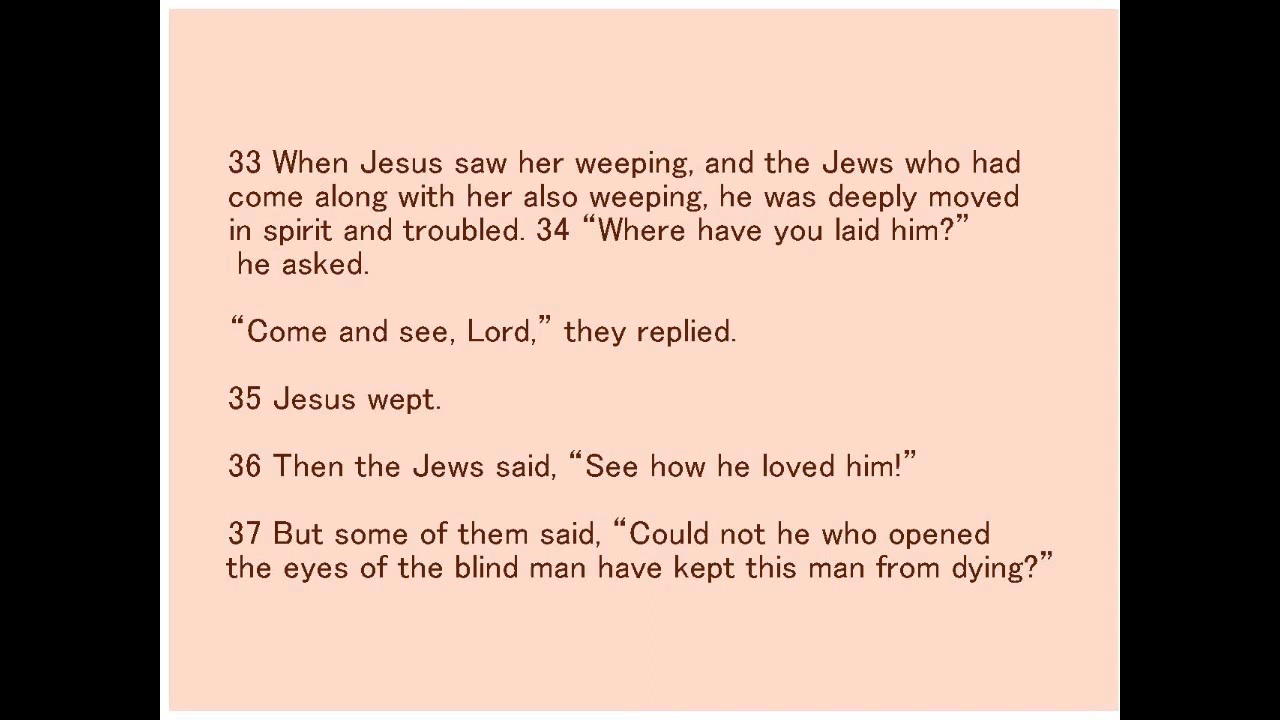 33 When Jesus saw her weeping, and the Jews who had
come along with her also weeping, he was deeply moved
in spirit and troubled. 34 “Where have you laid him?”
he asked.
“Come and see, Lord,” they replied.
35 Jesus wept.
36 Then the Jews said, “See how he loved him!”
37 But some of them said, “Could not he who opened
the eyes of the blind man have kept this man from dying?”